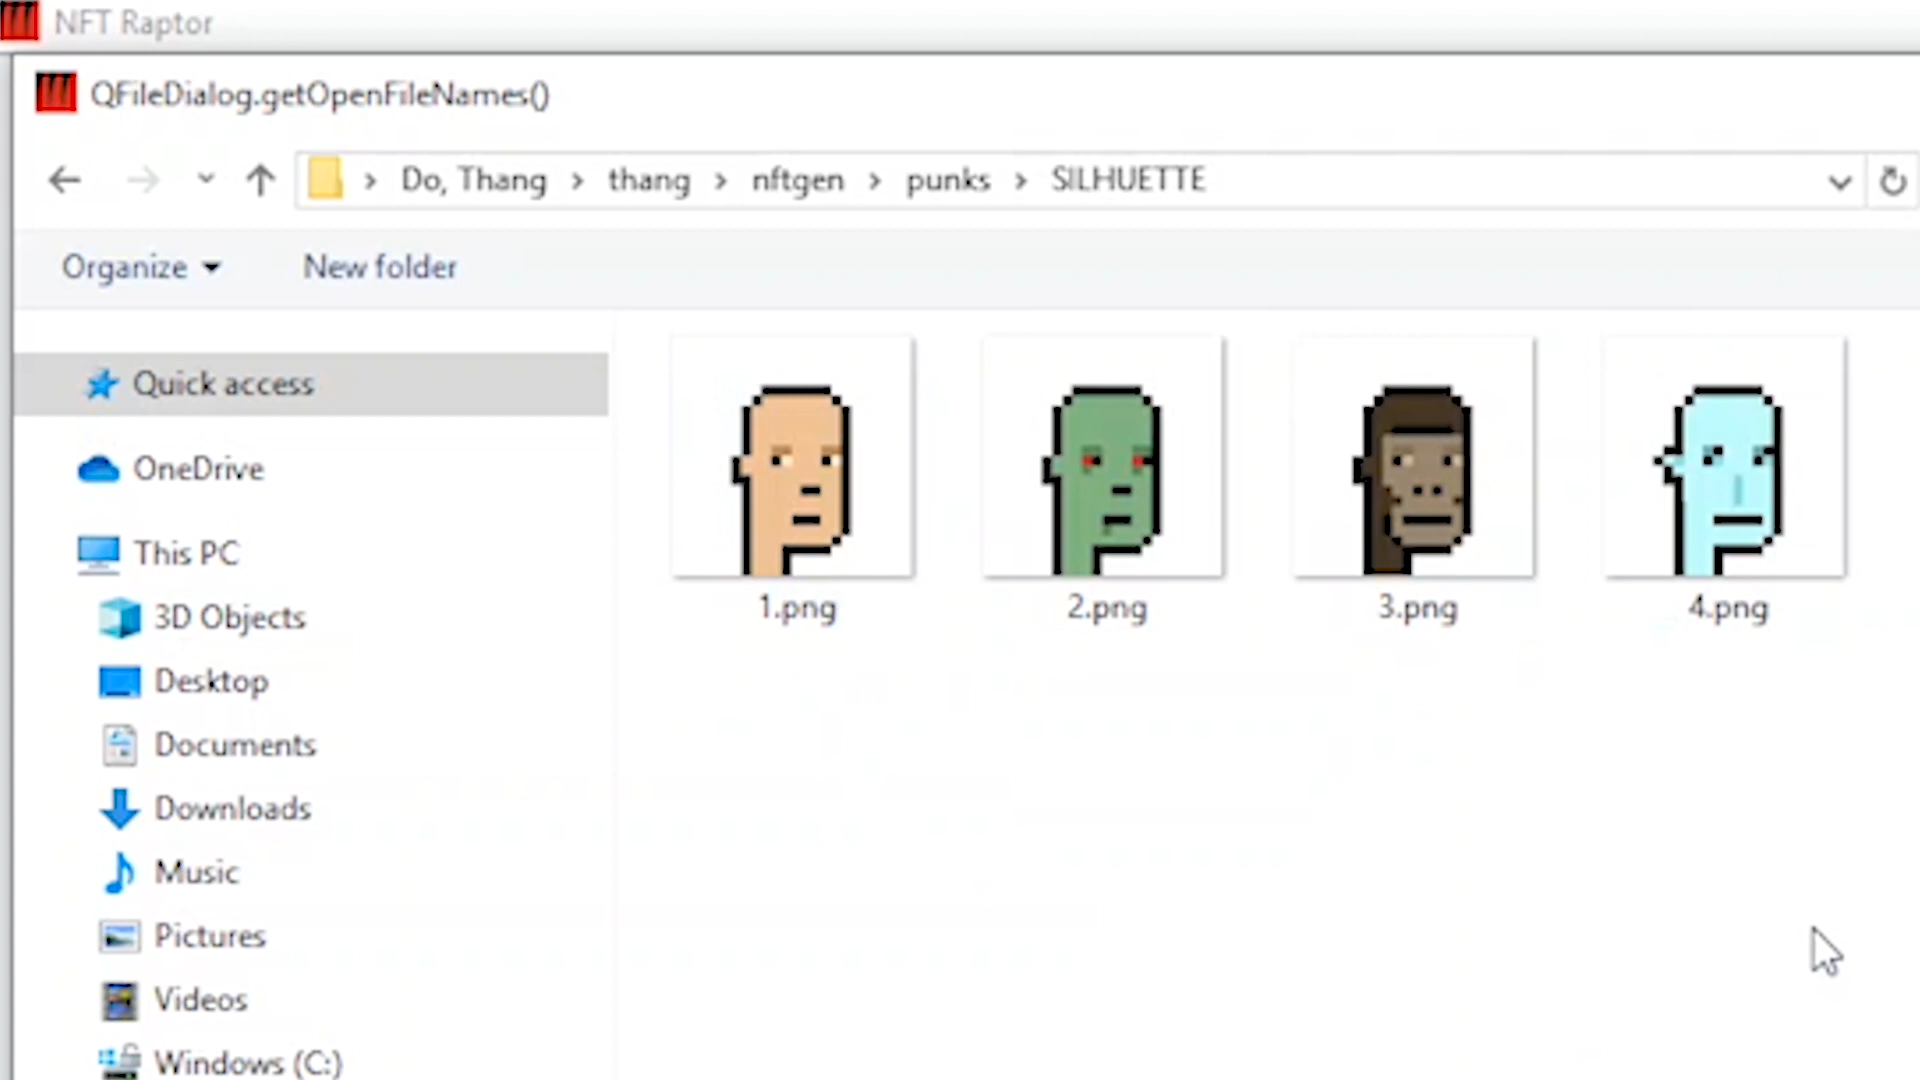 NFT Raptor
QFileDialog.getOpenFileNames()
Do, Thang > thang > nftgen > punks > SILHUETTE
Organize New folder
Quick access
OneDrive
This PC
3D Objects
Desktop
Documents
Downloads
Music
Pictures
Videos
Windows (C:)
1.png 2.png 3.png 4.png